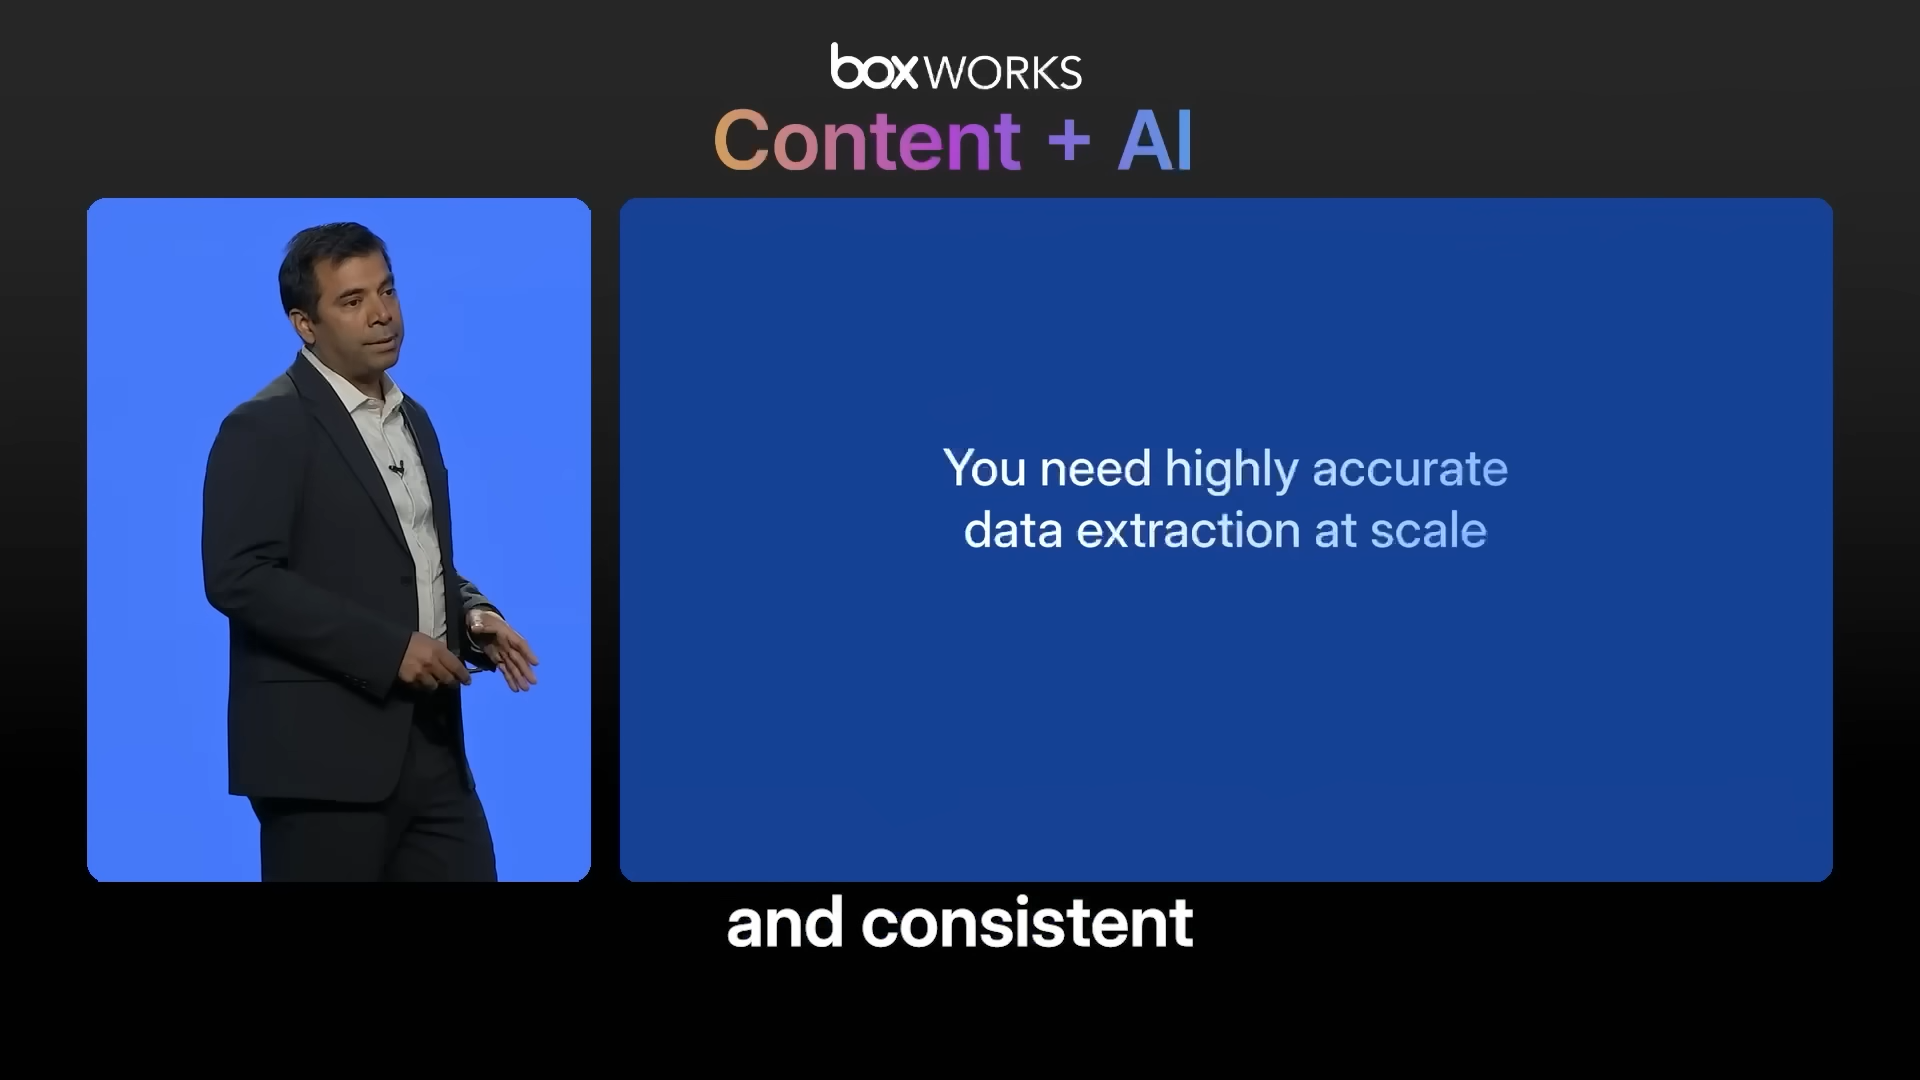 box WORKS
Content + AI
You need highly accurate
data extraction at scale
and consistent